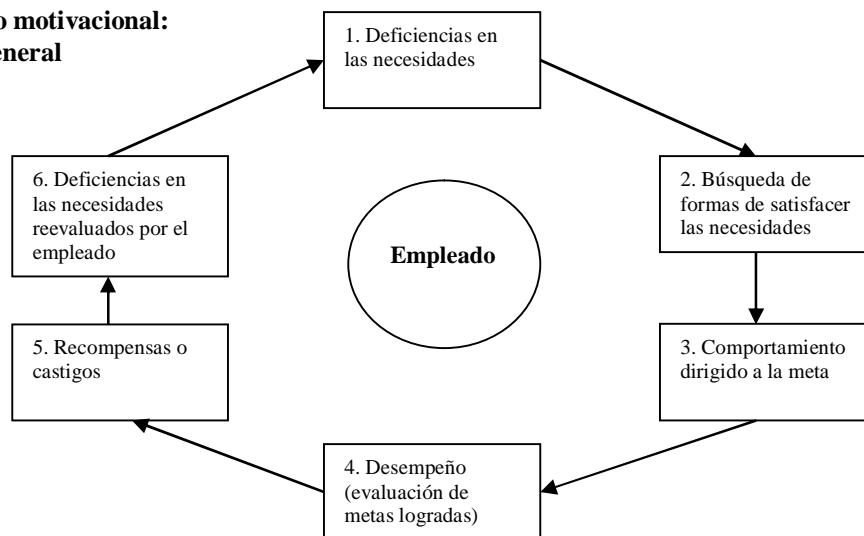 o motivacional:
eneral
1. Deficiencias en
las necesidades
2. Búsqueda de
formas de satisfacer
las necesidades
3. Comportamiento
dirigido a la meta
4. Desempeño
(evaluación de
metas logradas)
5. Recompensas o
castigos
6. Deficiencias en
las necesidades
reevaluados por el
empleado
Empleado